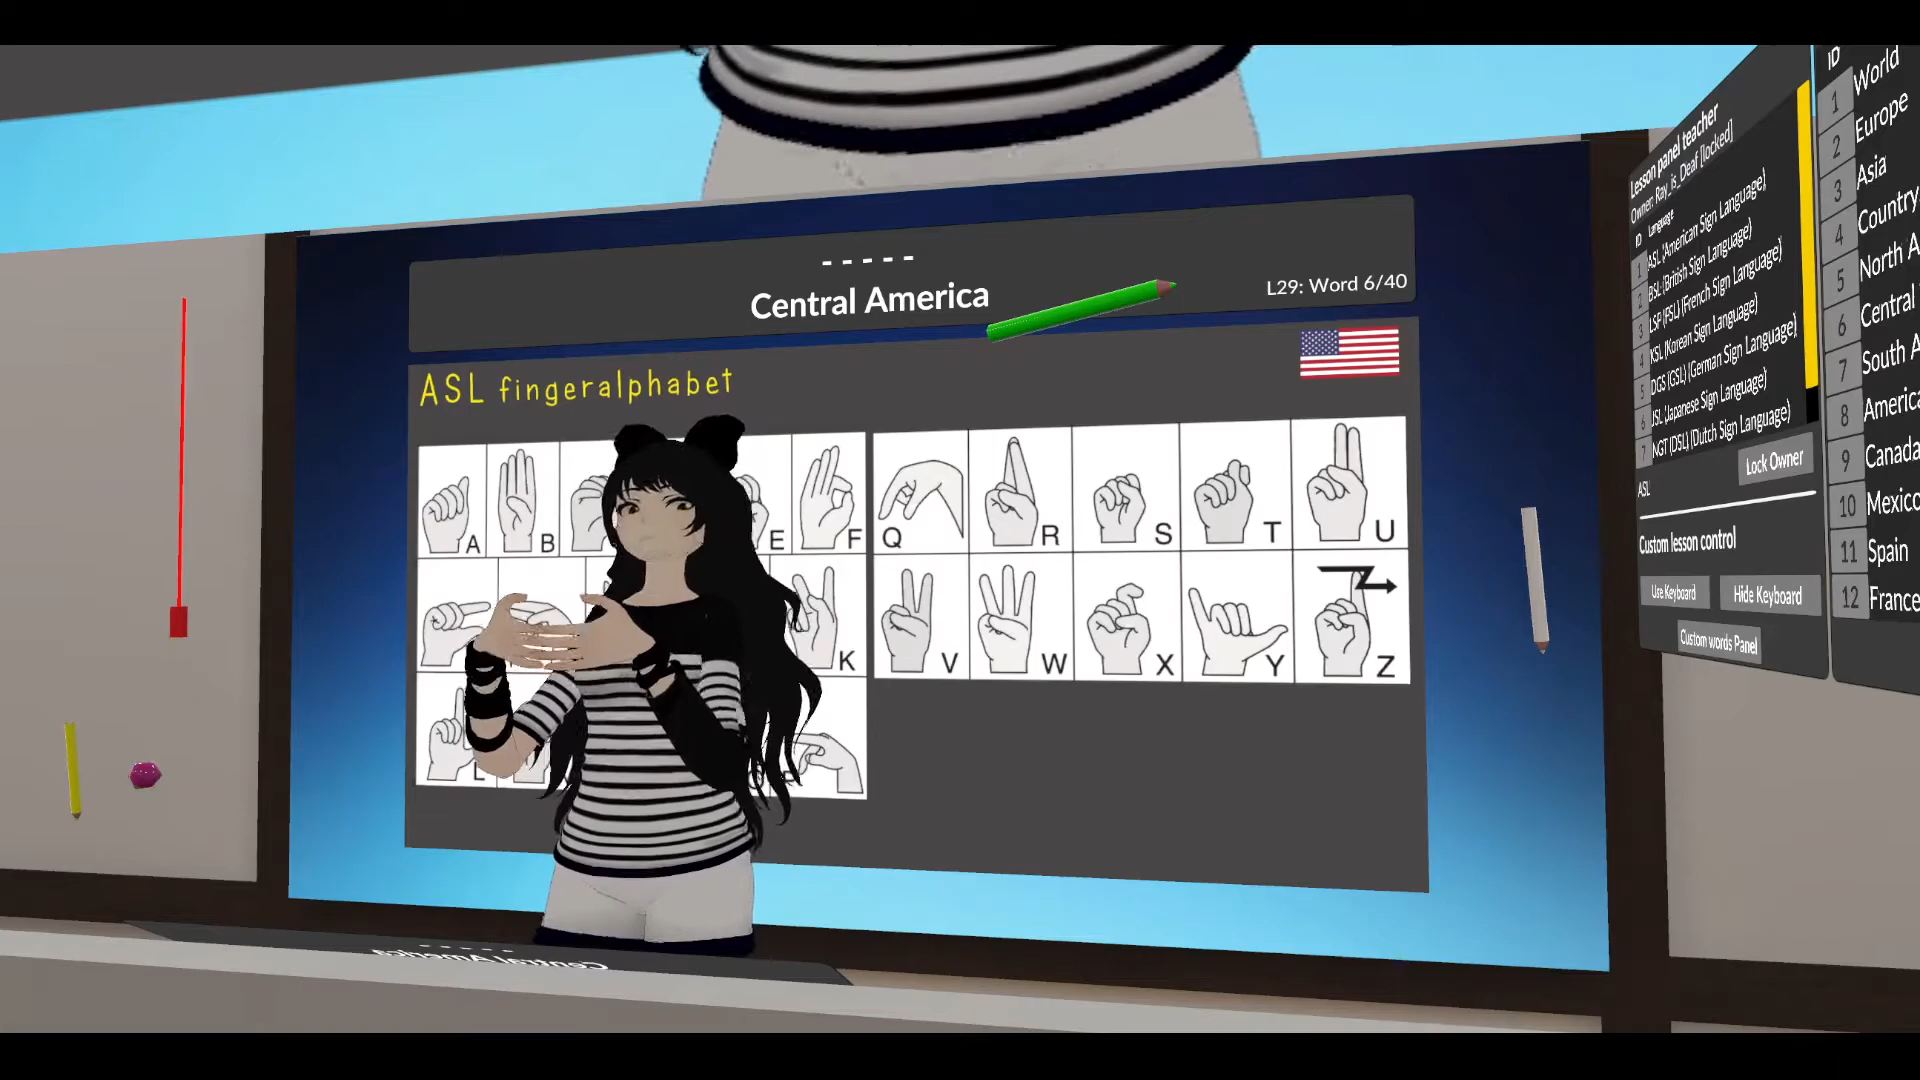 - - - - -
Central America
L29: Word 6/40
ASL fingeralphabet
A B E F
Q R S T U
K
V W X Y Z
L P
Lesson panel teacher
Owner: Ray_is_Deaf [locked]
ID Language
1 ASL (American Sign Language)
2 BSL (British Sign Language)
3 LSF (FSL) (French Sign Language)
4 KSL (Korean Sign Language)
5 DGS (GSL) (German Sign Language)
6 JSL (Japanese Sign Language)
7 NGT (DSL) (Dutch Sign Language)
Lock Owner
ASL
Custom lesson control
Use Keyboard Hide Keyboard
Custom words Panel
ID
1 World
2 Europe
3 Asia
4 Country
5 North A
6 Central
7 South A
8 America
9 Canada
10 Mexico
11 Spain
12 France
- - - - -
Central America